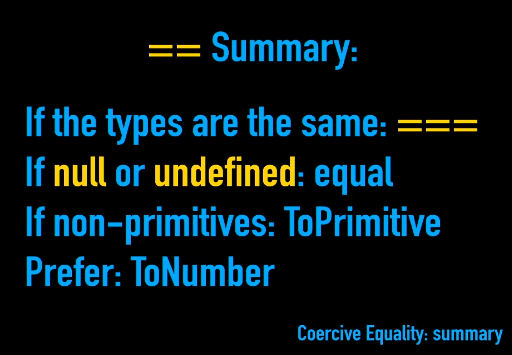 == Summary:
If the types are the same: ===
If null or undefined: equal
If non-primitives: ToPrimitive
Prefer: ToNumber
Coercive Equality: summary